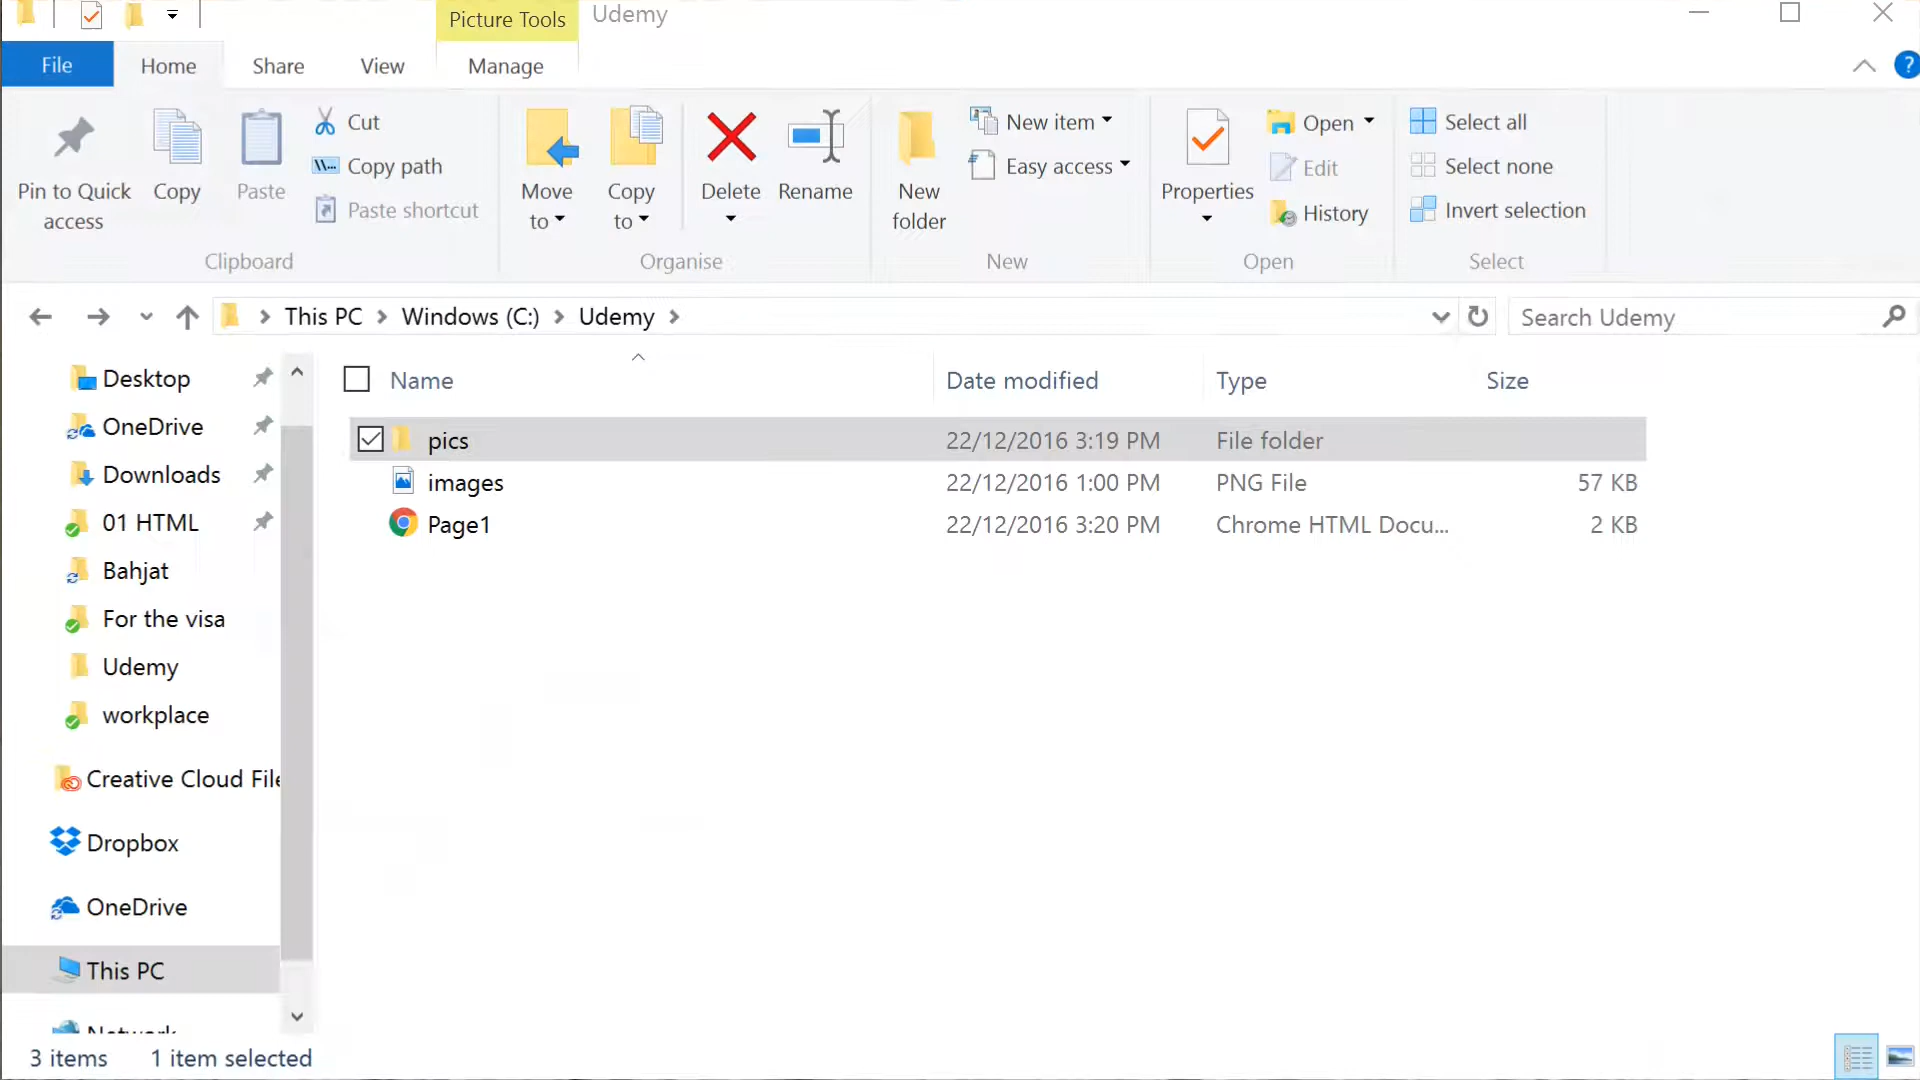 Picture Tools Udemy
File Home Share View Manage ?
Pin to Quick access
Copy
Paste
Cut
Copy path
Paste shortcut
Clipboard
Move to
Copy to
Delete
Rename
Organise
New folder
New item
Easy access
New
Properties
Open
Edit
History
Open
Select all
Select none
Invert selection
Select
This PC > Windows (C:) > Udemy >
Search Udemy
Desktop
OneDrive
Downloads
01 HTML
Bahjat
For the visa
Udemy
workplace
Creative Cloud File
Dropbox
OneDrive
This PC
Network
Name Date modified Type Size
pics 22/12/2016 3:19 PM File folder
images 22/12/2016 1:00 PM PNG File 57 KB
Page1 22/12/2016 3:20 PM Chrome HTML Docu... 2 KB
3 items 1 item selected